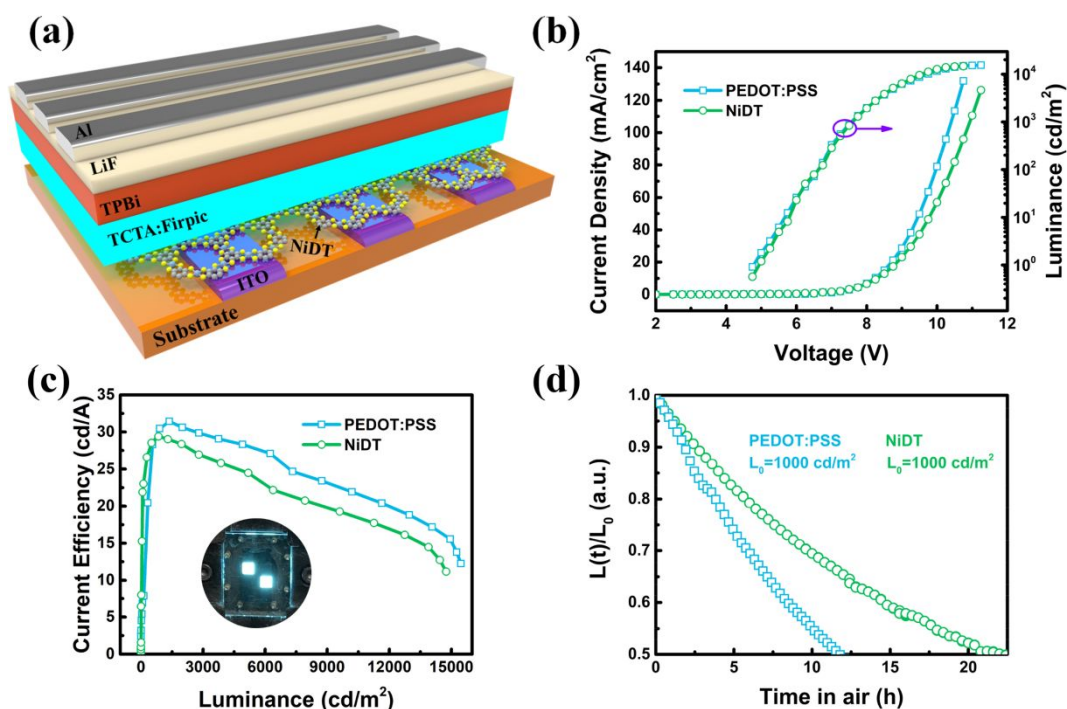 (a)
Al
LiF
TPBi
TCTA:Firpic
NiDT
ITO
Substrate
(b)
Current Density (mA/cm²)
140
120
100
80
60
40
20
0
PEDOT:PSS
NiDT
10⁴
10³
10²
10¹
10⁰
Luminance (cd/m²)
2 4 6 8 10 12
Voltage (V)
(c)
Current Efficiency (cd/A)
35
30
25
20
15
10
5
0
PEDOT:PSS
NiDT
0 3000 6000 9000 12000 15000
Luminance (cd/m²)
(d)
L(t)/L₀ (a.u.)
1.0
0.9
0.8
0.7
0.6
0.5
PEDOT:PSS NiDT
L₀=1000 cd/m² L₀=1000 cd/m²
0 5 10 15 20
Time in air (h)